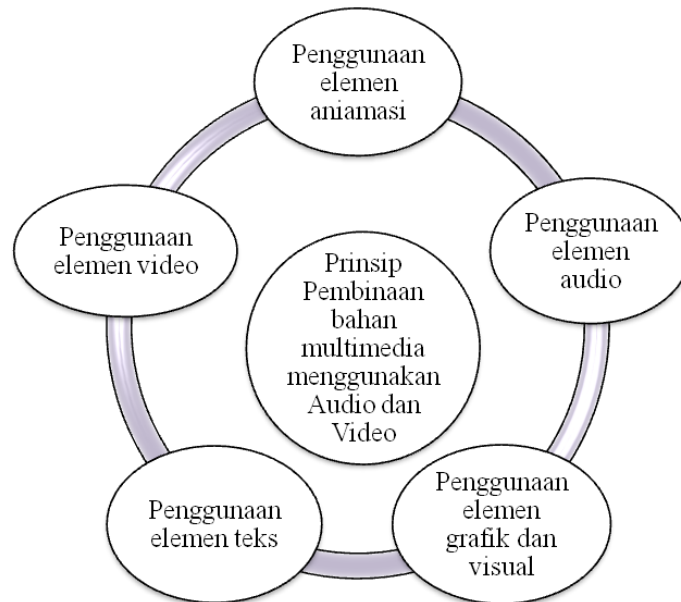 Penggunaan
elemen
aniamasi
Penggunaan
elemen
audio
Penggunaan
elemen
grafik dan
visual
Penggunaan
elemen teks
Penggunaan
elemen video
Prinsip
Pembinaan
bahan
multimedia
menggunakan
Audio dan
Video